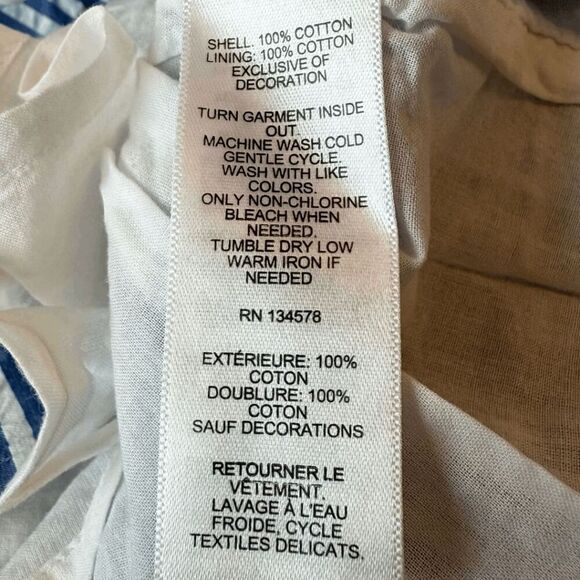 SHELL: 100% COTTON
LINING: 100% COTTON
EXCLUSIVE OF
DECORATION
TURN GARMENT INSIDE
OUT.
MACHINE WASH COLD
GENTLE CYCLE.
WASH WITH LIKE
COLORS.
ONLY NON-CHLORINE
BLEACH WHEN
NEEDED.
TUMBLE DRY LOW
WARM IRON IF
NEEDED
RN 134578
EXTÉRIEURE: 100%
COTON
DOUBLURE: 100%
COTON
SAUF DECORATIONS
RETOURNER LE
VÊTEMENT.
LAVAGE À L'EAU
FROIDE, CYCLE
TEXTILES DELICATS.